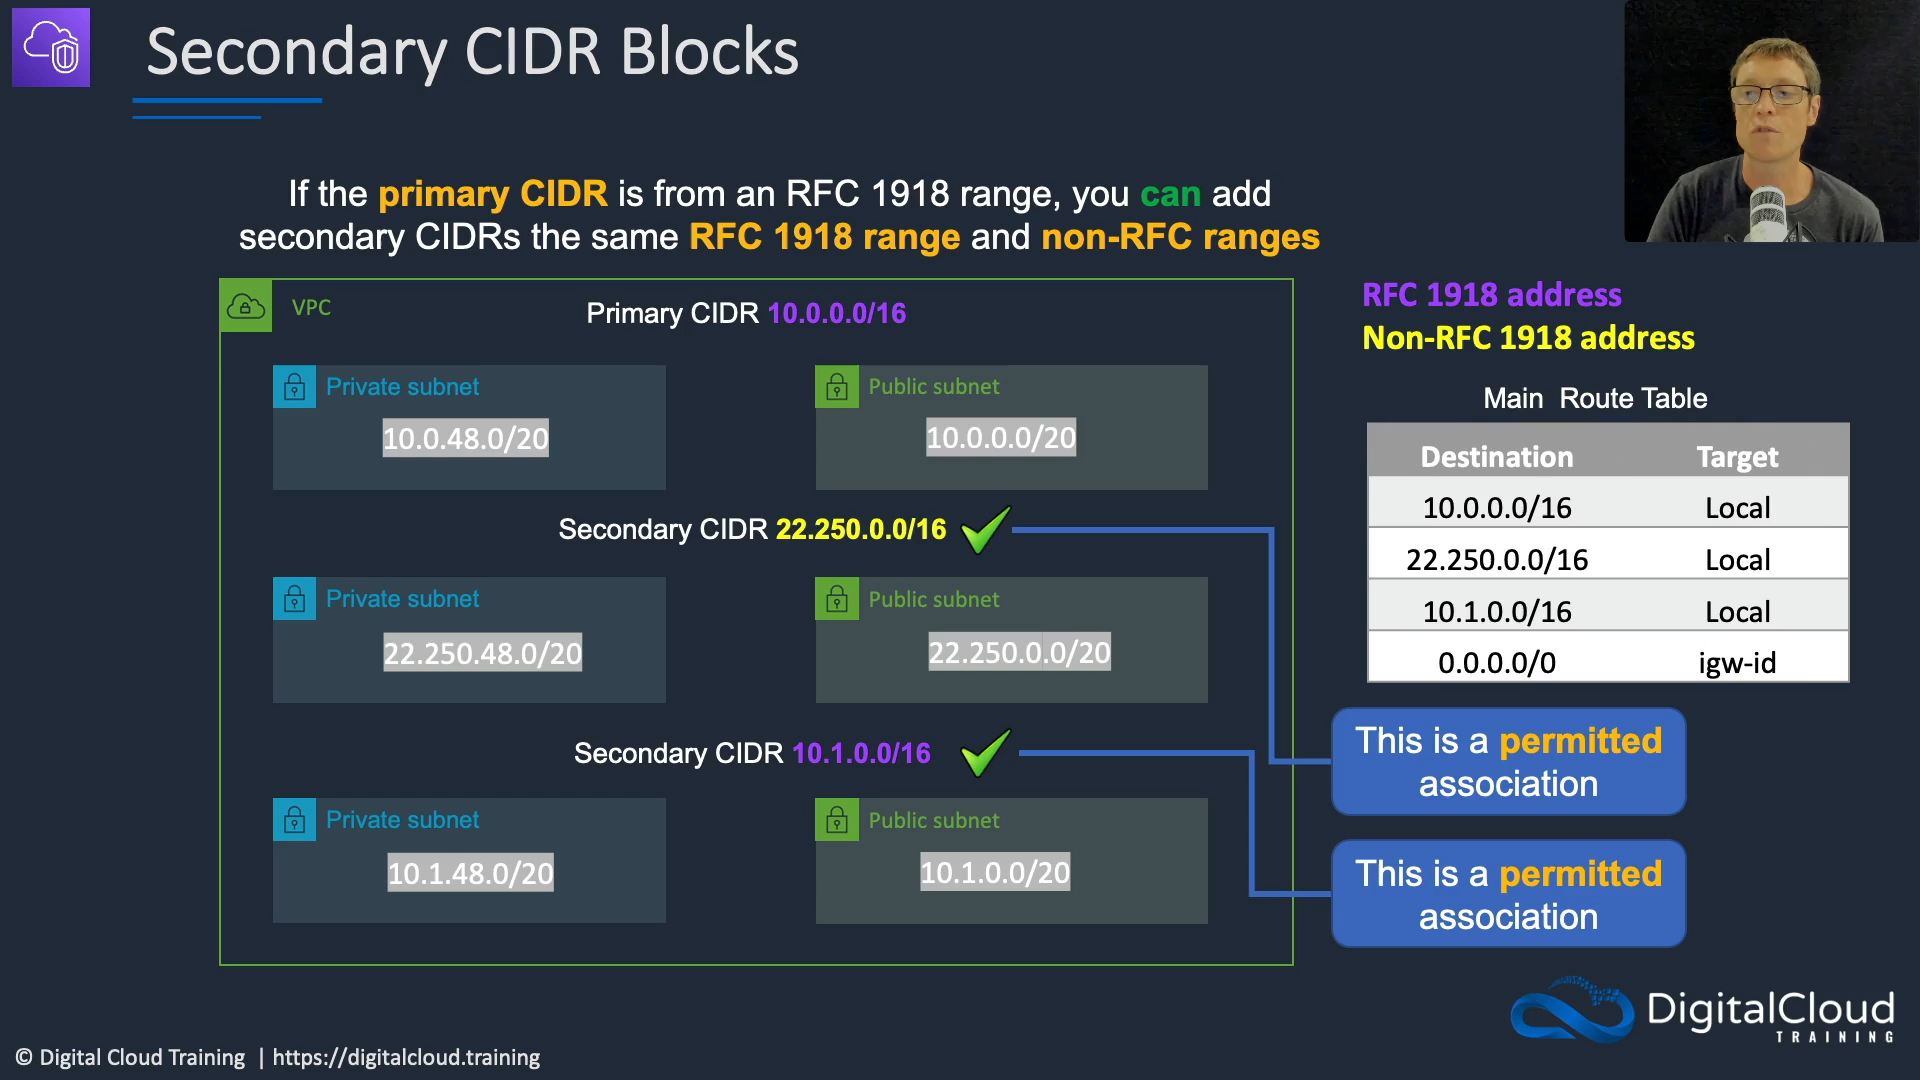 Secondary CIDR Blocks
If the primary CIDR is from an RFC 1918 range, you can add
secondary CIDRs the same RFC 1918 range and non-RFC ranges
VPC
Primary CIDR 10.0.0.0/16
Private subnet
10.0.48.0/20
Public subnet
10.0.0.0/20
Secondary CIDR 22.250.0.0/16
Private subnet
22.250.48.0/20
Public subnet
22.250.0.0/20
Secondary CIDR 10.1.0.0/16
Private subnet
10.1.48.0/20
Public subnet
10.1.0.0/20
RFC 1918 address
Non-RFC 1918 address
Main Route Table
Destination Target
10.0.0.0/16 Local
22.250.0.0/16 Local
10.1.0.0/16 Local
0.0.0.0/0 igw-id
This is a permitted
association
This is a permitted
association
DigitalCloud
TRAINING
© Digital Cloud Training | https://digitalcloud.training